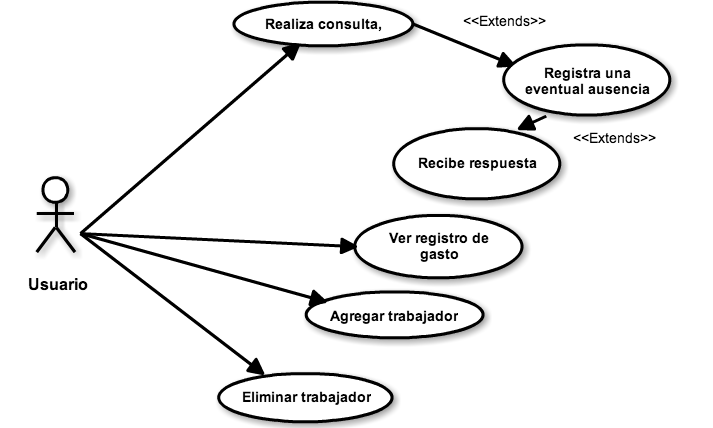 Realiza consulta,
<<Extends>>
Registra una
eventual ausencia
<<Extends>>
Recibe respuesta
Ver registro de
gasto
Usuario
Agregar trabajador
Eliminar trabajador